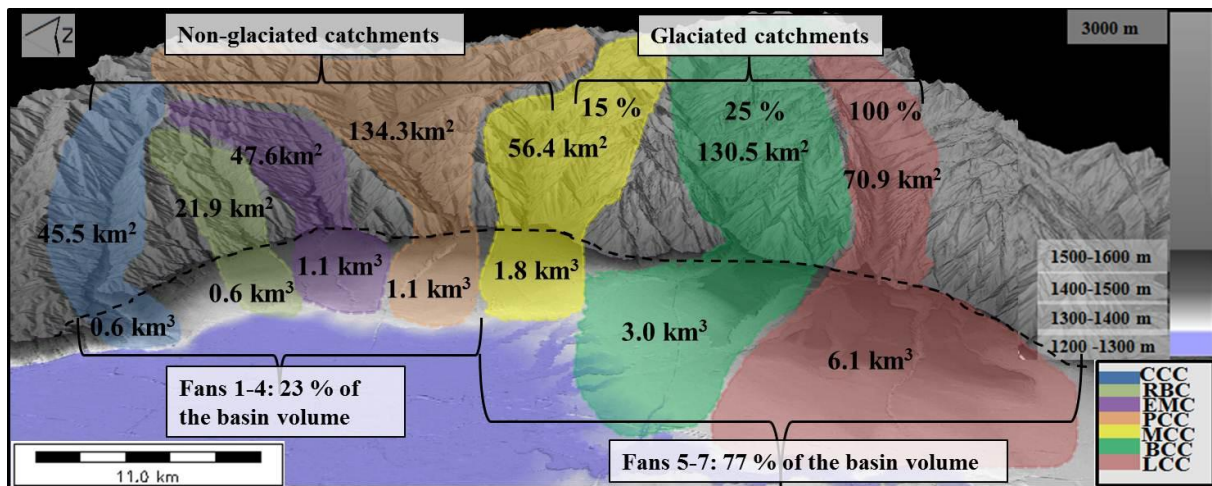 Non-glaciated catchments
Glaciated catchments
3000 m
Z
15 %
25 %
100 %
134.3km²
56.4 km²
130.5 km²
47.6km²
70.9 km²
21.9 km²
45.5 km²
1.1 km³
1.8 km³
1.1 km³
0.6 km³
0.6 km³
3.0 km³
6.1 km³
1500-1600 m
1400-1500 m
1300-1400 m
1200 -1300 m
Fans 1-4: 23 % of
the basin volume
Fans 5-7: 77 % of the basin volume
11.0 km
CCC
RBC
EMC
PCC
MCC
BCC
LCC